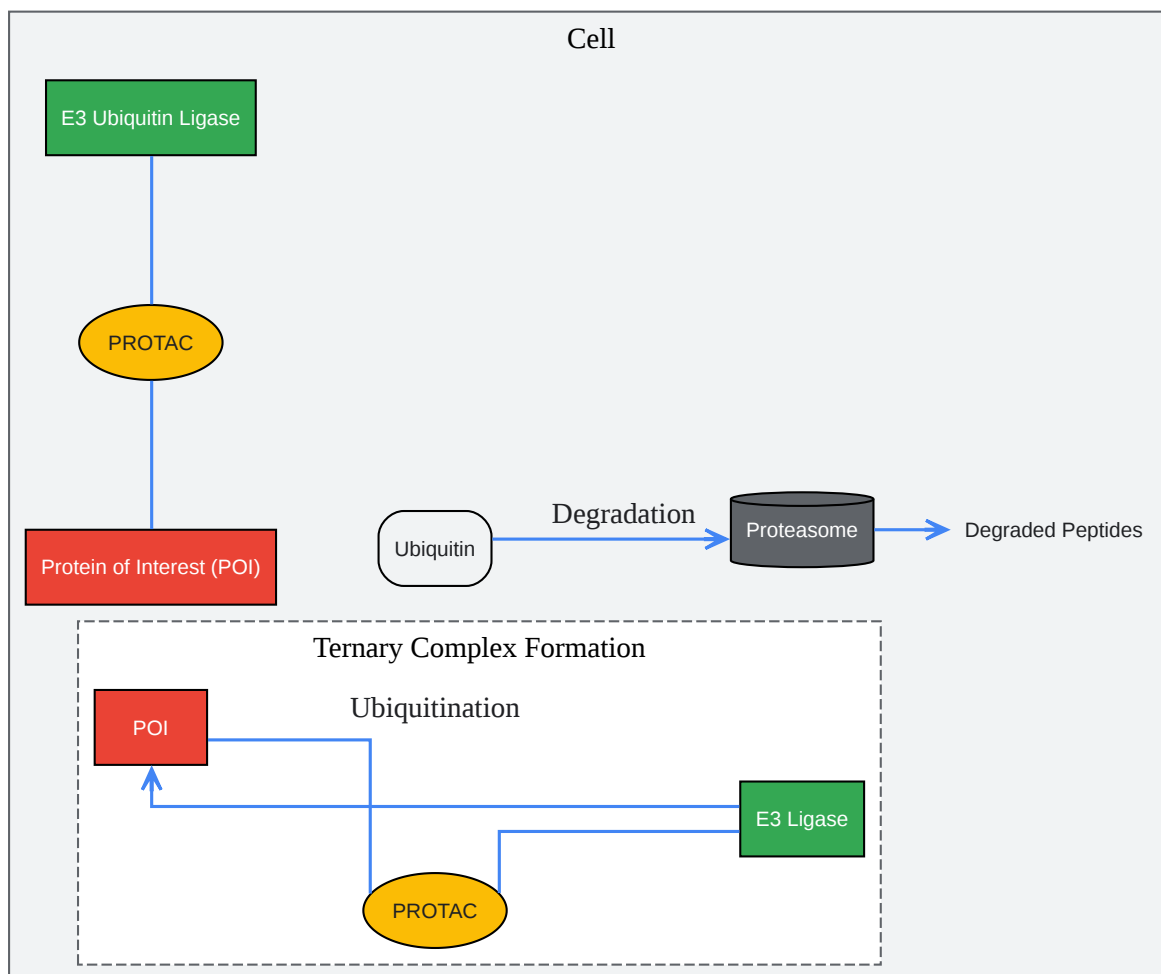 Cell
E3 Ubiquitin Ligase
PROTAC
Protein of Interest (POI)
Ubiquitin
Degradation
Proteasome
Degraded Peptides
Ternary Complex Formation
Ubiquitination
POI
E3 Ligase
PROTAC